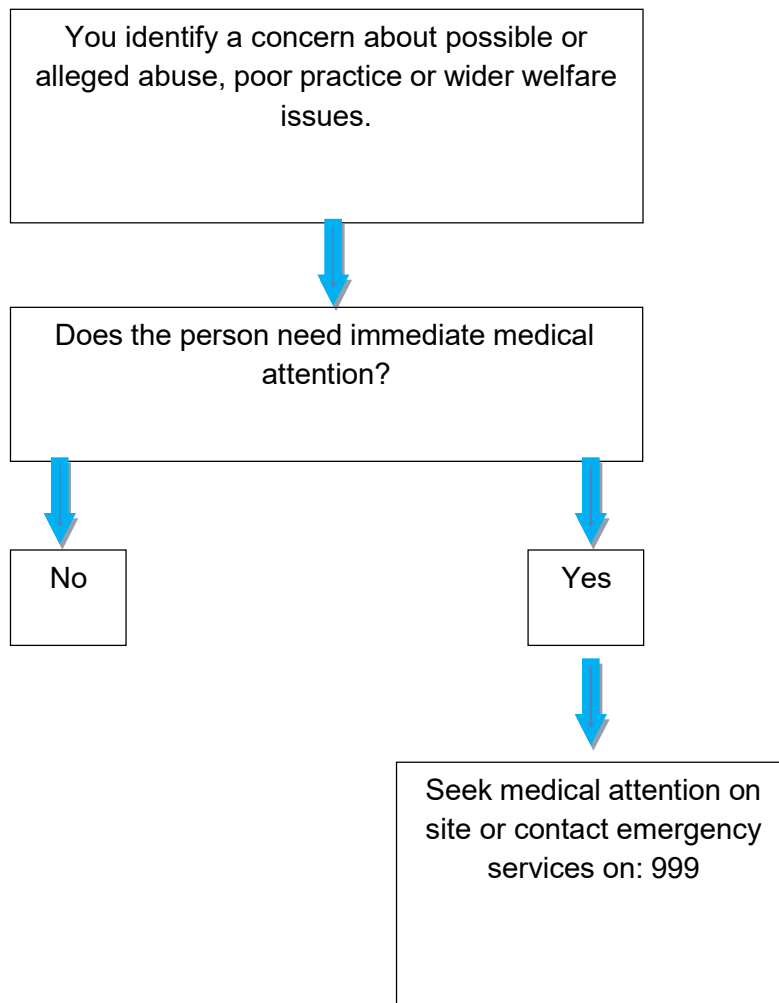 You identify a concern about possible or
alleged abuse, poor practice or wider welfare
issues.
Does the person need immediate medical
attention?
No
Yes
Seek medical attention on
site or contact emergency
services on: 999